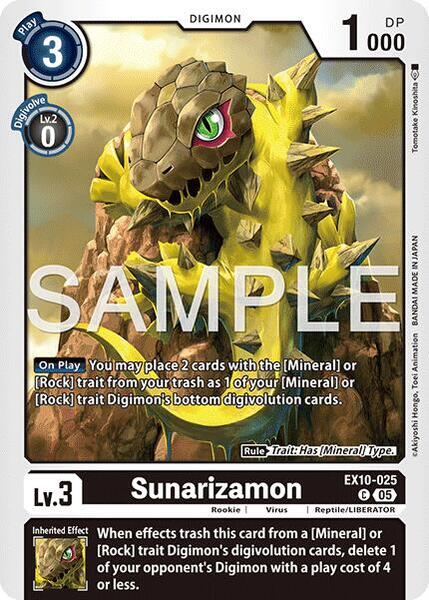 Play
3
DIGIMON
1000
DP
Digivolve
Lv.2
0
Tomotake Kinoshita
©Akiyoshi Hongo, Toei Animation BANDAI MADE IN JAPAN
SAMPLE
On Play You may place 2 cards with the [Mineral] or
[Rock] trait from your trash as 1 of your [Mineral] or
[Rock] trait Digimon's bottom digivolution cards.
Rule Trait: Has [Mineral] Type.
Lv.3
Sunarizamon
EX10-025
C 05
Rookie | Virus | Reptile/LIBERATOR
Inherited Effect
When effects trash this card from a [Mineral] or
[Rock] trait Digimon's digivolution cards, delete 1
of your opponent's Digimon with a play cost of 4
or less.